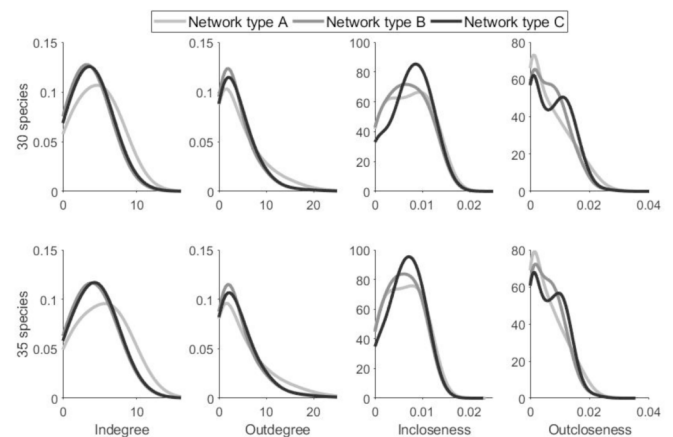 Network type A Network type B Network type C
0.15 0.15 100 80
0.1 0.1 80 60
0.05 0.05 60 40
0 0 40 20
20 0
0
30 species
0 10 0 10 20 0 0.01 0.02 0 0.02 0.04
0.15 0.15 100 80
0.1 0.1 80 60
0.05 0.05 60 40
0 0 40 20
20 0
0
35 species
0 10 0 10 20 0 0.01 0.02 0 0.02 0.04
Indegree Outdegree Incloseness Outcloseness